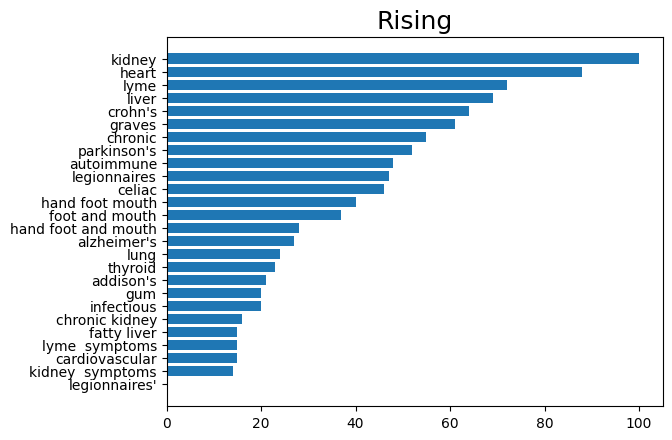 Rising
kidney
heart
lyme
liver
crohn's
graves
chronic
parkinson's
autoimmune
legionnaires
celiac
hand foot mouth
foot and mouth
hand foot and mouth
alzheimer's
lung
thyroid
addison's
gum
infectious
chronic kidney
fatty liver
lyme  symptoms
cardiovascular
kidney  symptoms
legionnaires'
0 20 40 60 80 100